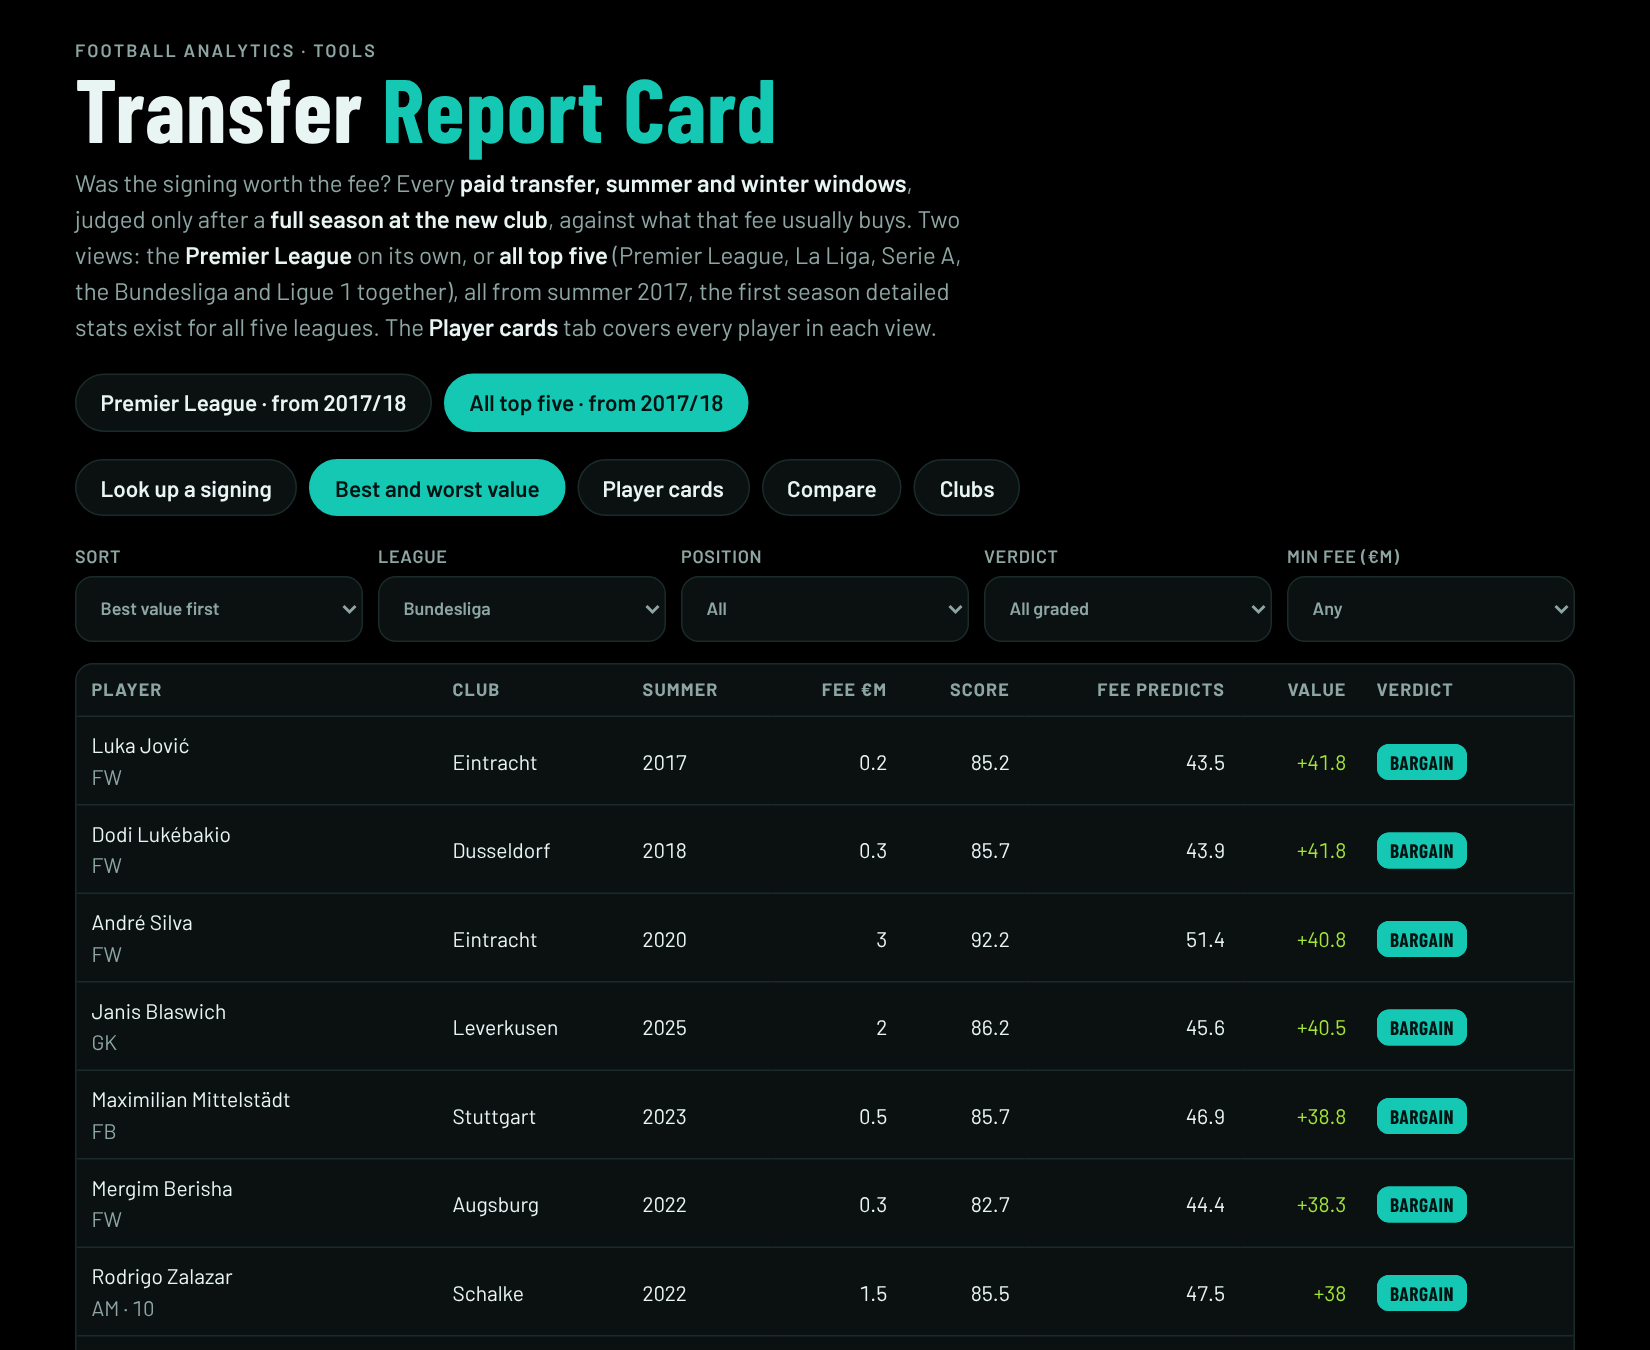 FOOTBALL ANALYTICS · TOOLS
Transfer Report Card
Was the signing worth the fee? Every paid transfer, summer and winter windows,
judged only after a full season at the new club, against what that fee usually buys. Two
views: the Premier League on its own, or all top five (Premier League, La Liga, Serie A,
the Bundesliga and Ligue 1 together), all from summer 2017, the first season detailed
stats exist for all five leagues. The Player cards tab covers every player in each view.
Premier League · from 2017/18 All top five · from 2017/18
Look up a signing Best and worst value Player cards Compare Clubs
SORT LEAGUE POSITION VERDICT MIN FEE (€M)
Best value first Bundesliga All All graded Any
PLAYER CLUB SUMMER FEE €M SCORE FEE PREDICTS VALUE VERDICT
Luka Jović
FW
Eintracht 2017 0.2 85.2 43.5 +41.8 BARGAIN
Dodi Lukébakio
FW
Dusseldorf 2018 0.3 85.7 43.9 +41.8 BARGAIN
André Silva
FW
Eintracht 2020 3 92.2 51.4 +40.8 BARGAIN
Janis Blaswich
GK
Leverkusen 2025 2 86.2 45.6 +40.5 BARGAIN
Maximilian Mittelstädt
FB
Stuttgart 2023 0.5 85.7 46.9 +38.8 BARGAIN
Mergim Berisha
FW
Augsburg 2022 0.3 82.7 44.4 +38.3 BARGAIN
Rodrigo Zalazar
AM · 10
Schalke 2022 1.5 85.5 47.5 +38 BARGAIN